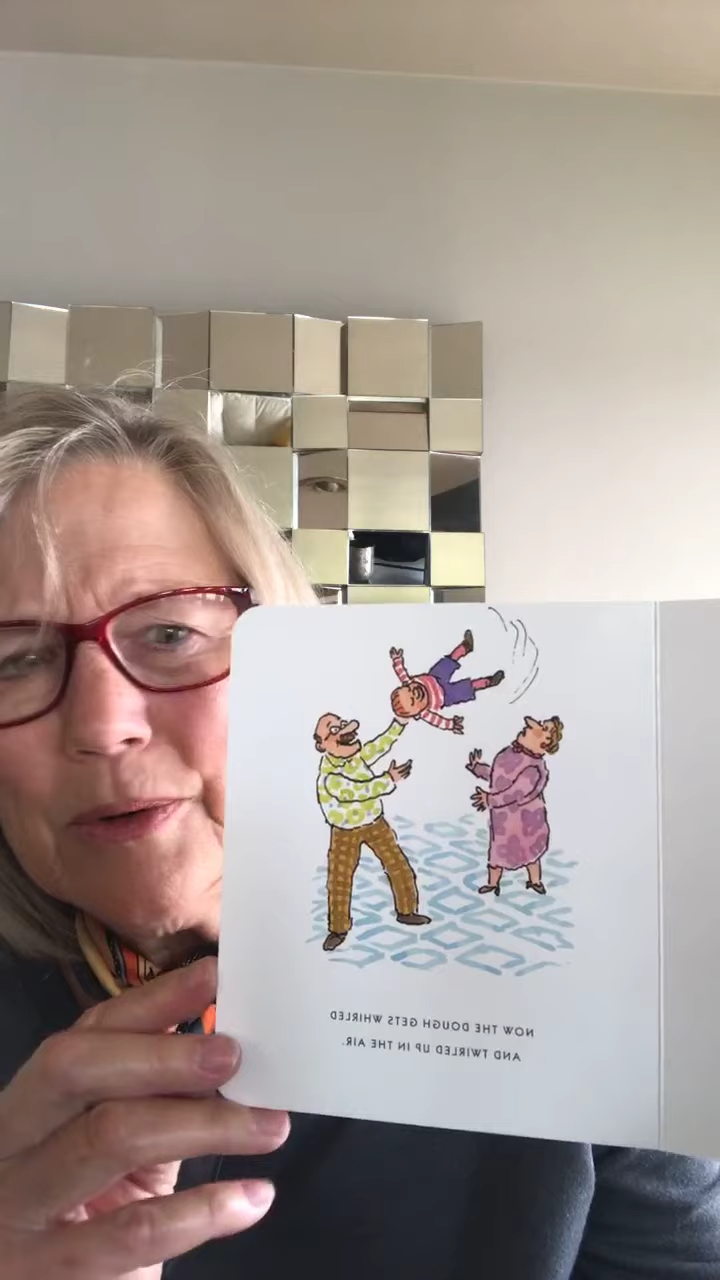 NOW THE DOUGH GETS WHIRLED
AND TWIRLED UP IN THE AIR.